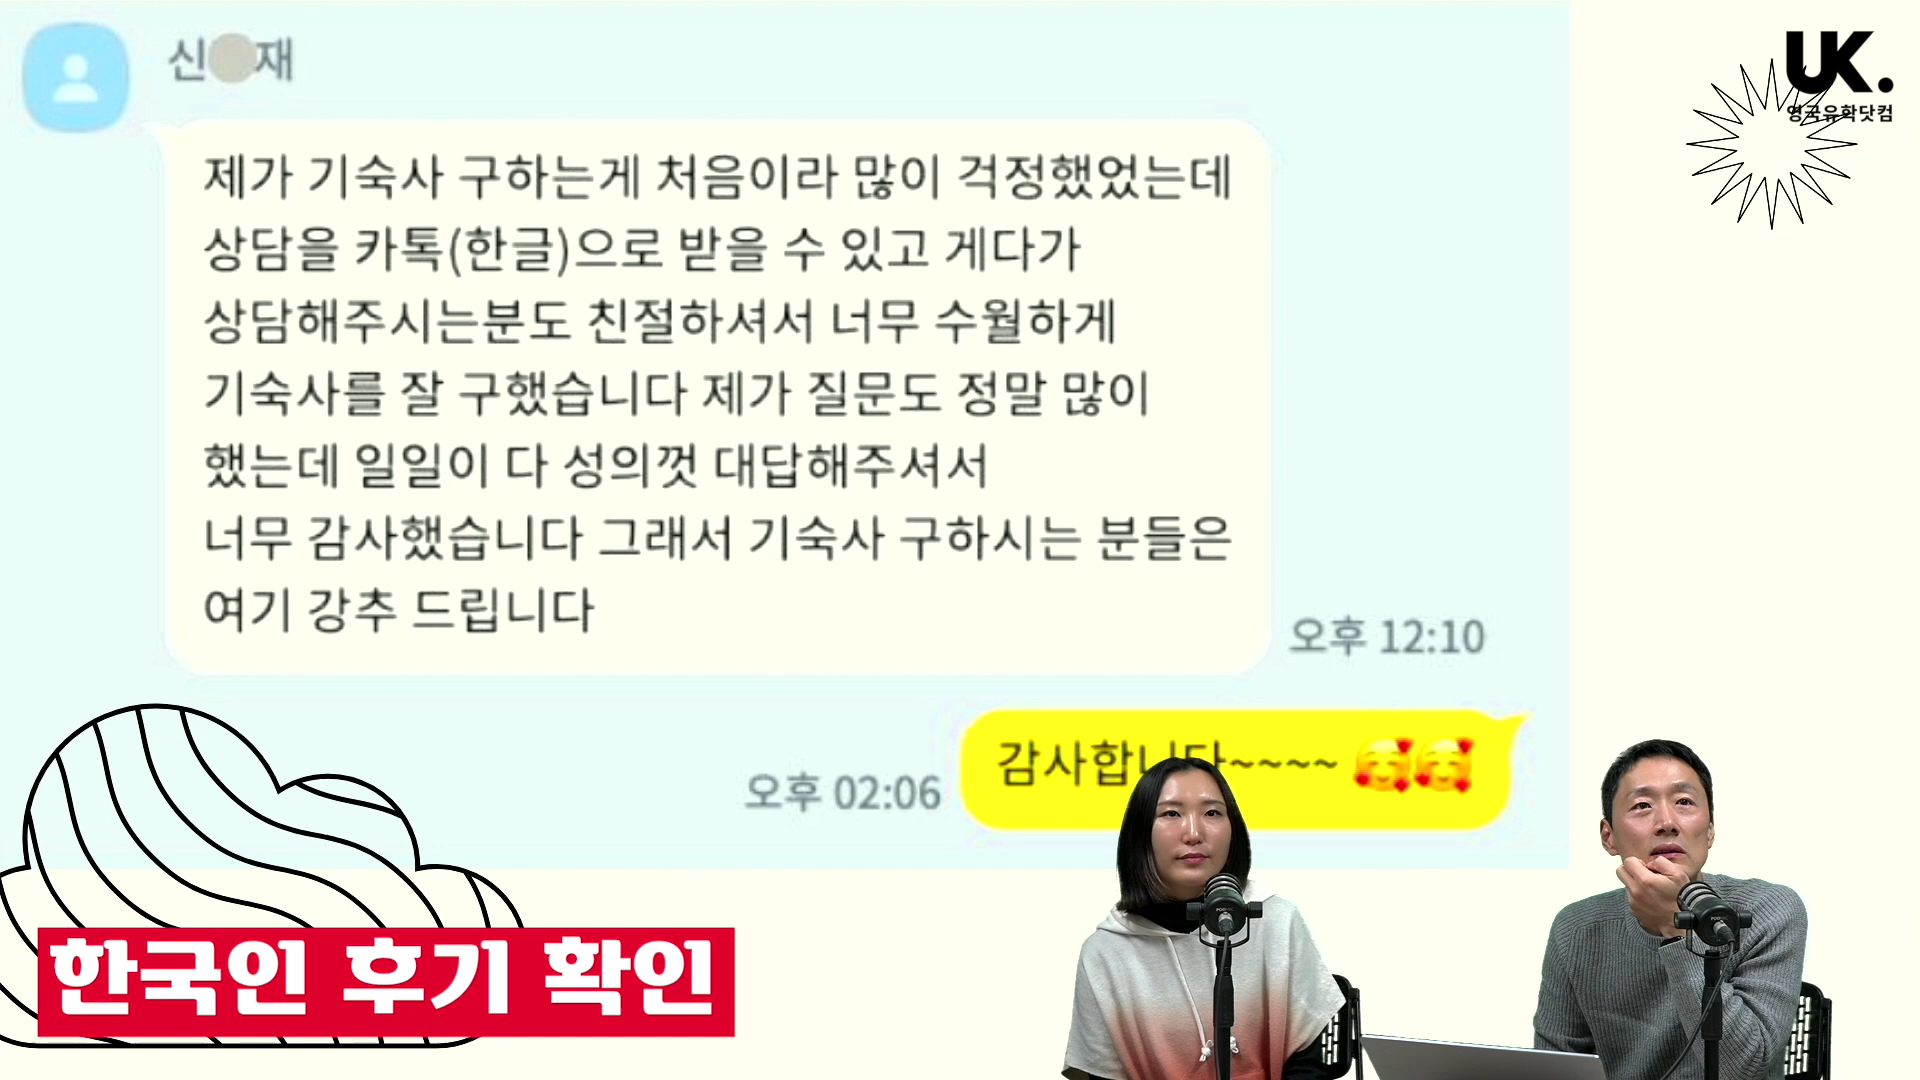 신 재
제가 기숙사 구하는게 처음이라 많이 걱정했었는데
상담을 카톡(한글)으로 받을 수 있고 게다가
상담해주시는분도 친절하셔서 너무 수월하게
기숙사를 잘 구했습니다 제가 질문도 정말 많이
했는데 일일이 다 성의껏 대답해주셔서
너무 감사했습니다 그래서 기숙사 구하시는 분들은
여기 강추 드립니다
오후 12:10
감사합니다~~~~ 🥰🥰
오후 02:06
UK.
영국유학닷컴
한국인 후기 확인